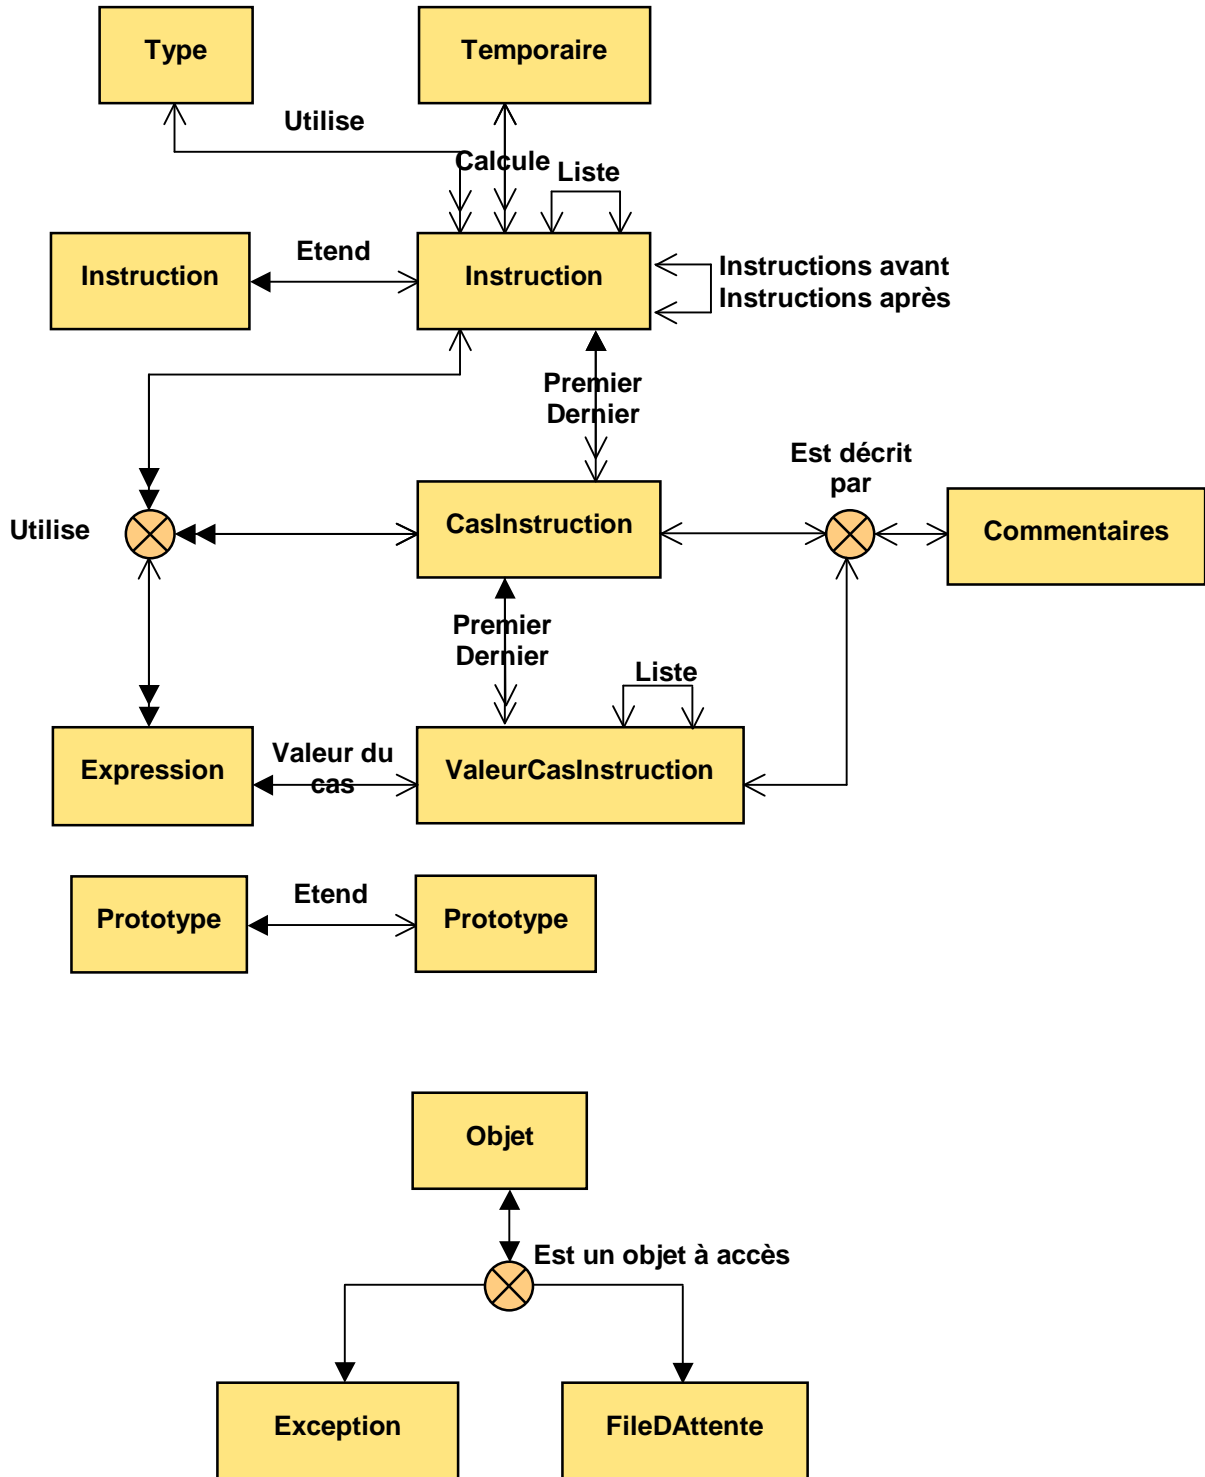 Type
Temporaire
Utilise
Calcule
Liste
Instruction
Etend
Instruction
Instructions avant
Instructions après
Premier
Dernier
Est décrit
par
Utilise
CasInstruction
Commentaires
Premier
Dernier
Liste
Expression
Valeur du
cas
ValeurCasInstruction
Prototype
Etend
Prototype
Objet
Est un objet à accès
Exception
FileDAttente